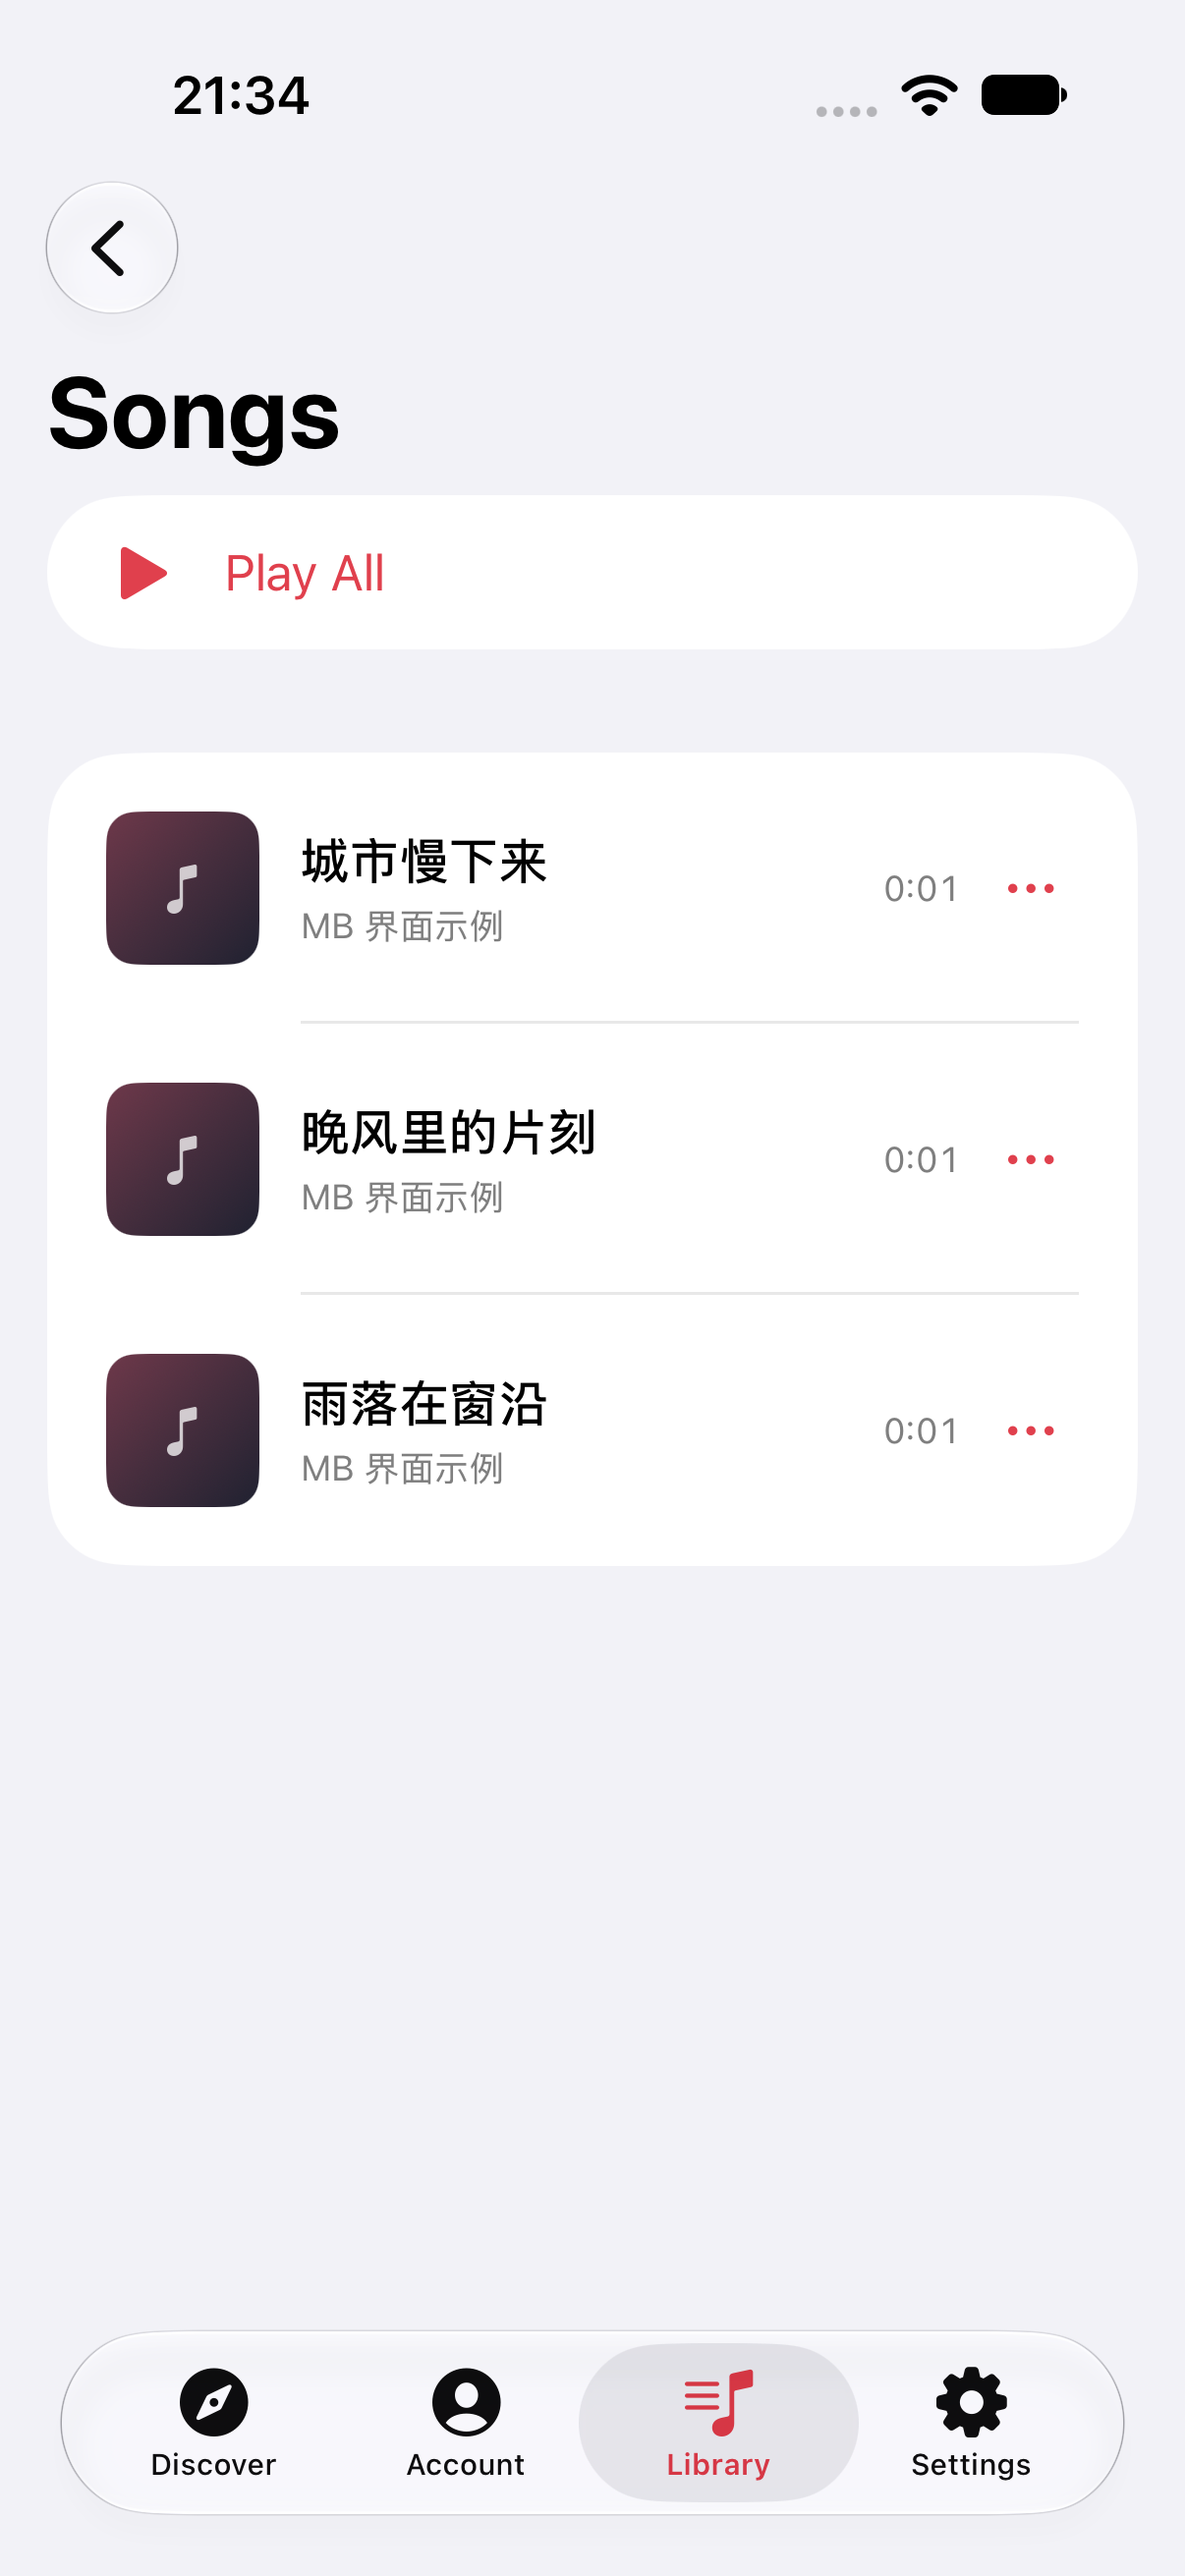 21:34
Songs
Play All
城市慢下来
MB 界面示例
0:01
晚风里的片刻
MB 界面示例
0:01
雨落在窗沿
MB 界面示例
0:01
Discover
Account
Library
Settings